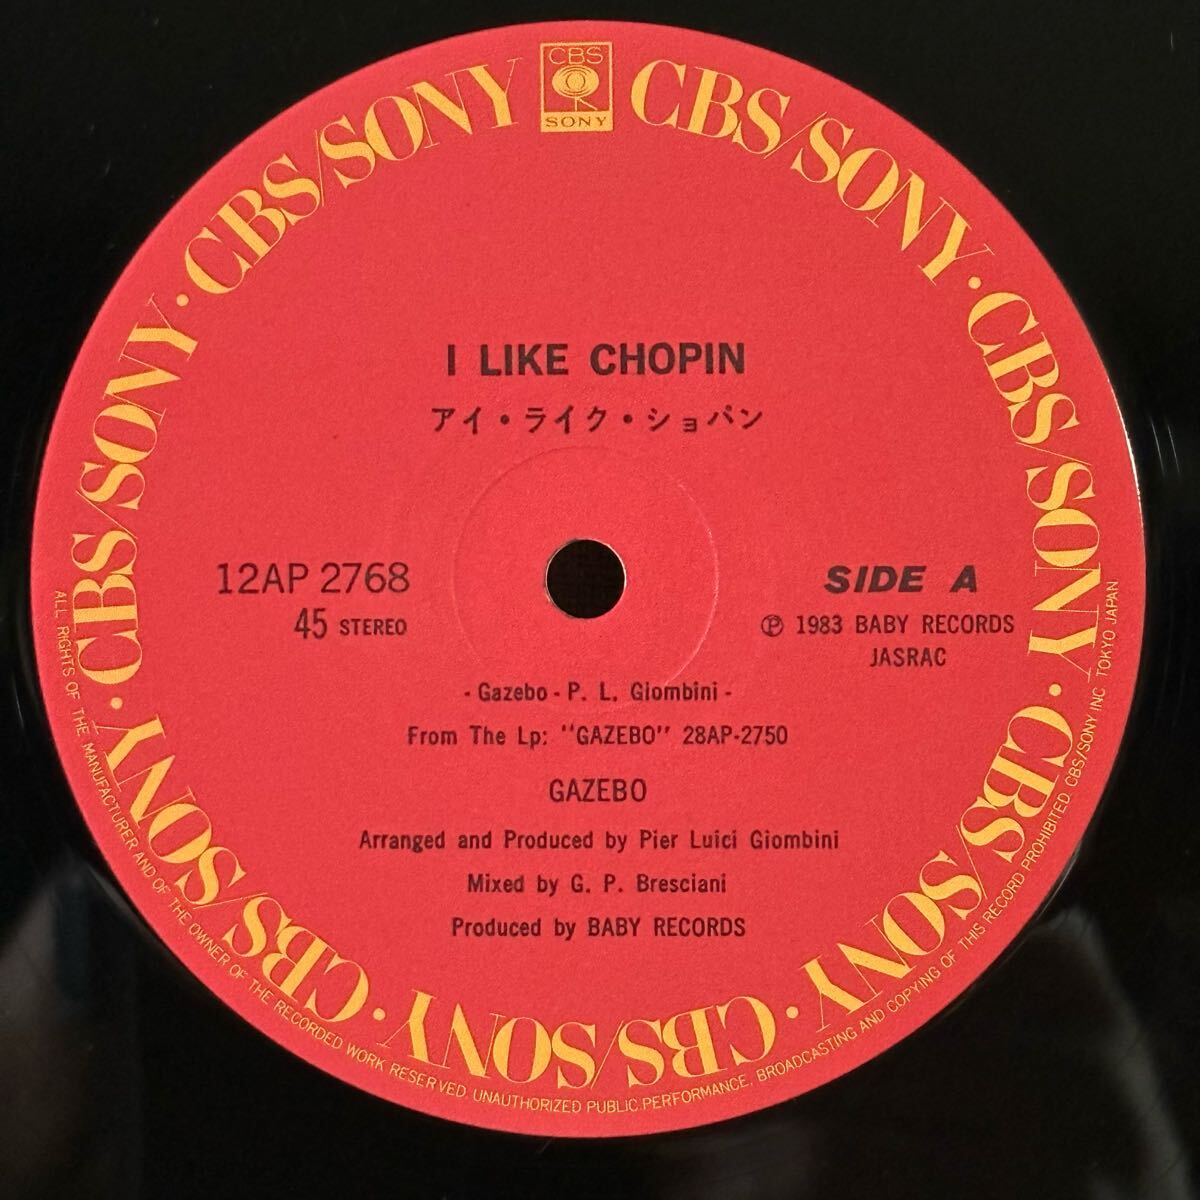 CBS
SONY
CBS/SONY · CBS/SONY · CBS/SONY · CBS/SONY · CBS/SONY · CBS/SONY · CBS/SONY · CBS/SONY · CBS/SONY
I LIKE CHOPIN
アイ・ライク・ショパン
12AP 2768
45 STEREO
SIDE A
℗ 1983 BABY RECORDS
JASRAC
- Gazebo - P. L. Giombini -
From The Lp: "GAZEBO" 28AP-2750
GAZEBO
Arranged and Produced by Pier Luici Giombini
Mixed by G. P. Bresciani
Produced by BABY RECORDS
ALL RIGHTS OF THE MANUFACTURER AND OF THE OWNER OF THE RECORDED WORK RESERVED. UNAUTHORIZED PUBLIC PERFORMANCE, BROADCASTING AND COPYING OF THIS RECORD PROHIBITED. CBS/SONY INC. TOKYO JAPAN